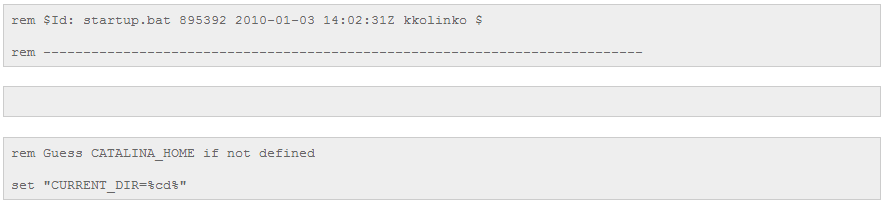 rem $Id: startup.bat 895392 2010-01-03 14:02:31Z kkolinko $
rem ---------------------------------------------------------------------------
rem Guess CATALINA_HOME if not defined
set "CURRENT_DIR=%cd%"